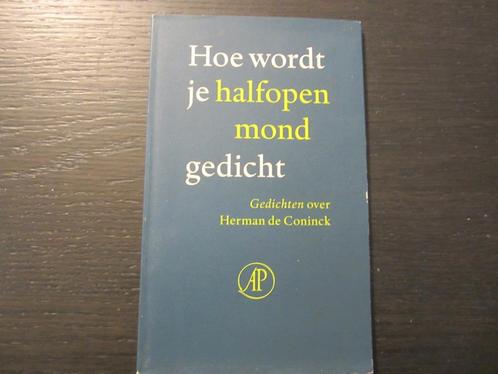 Hoe wordt
je halfopen
mond
gedicht
Gedichten over
Herman de Coninck
AP